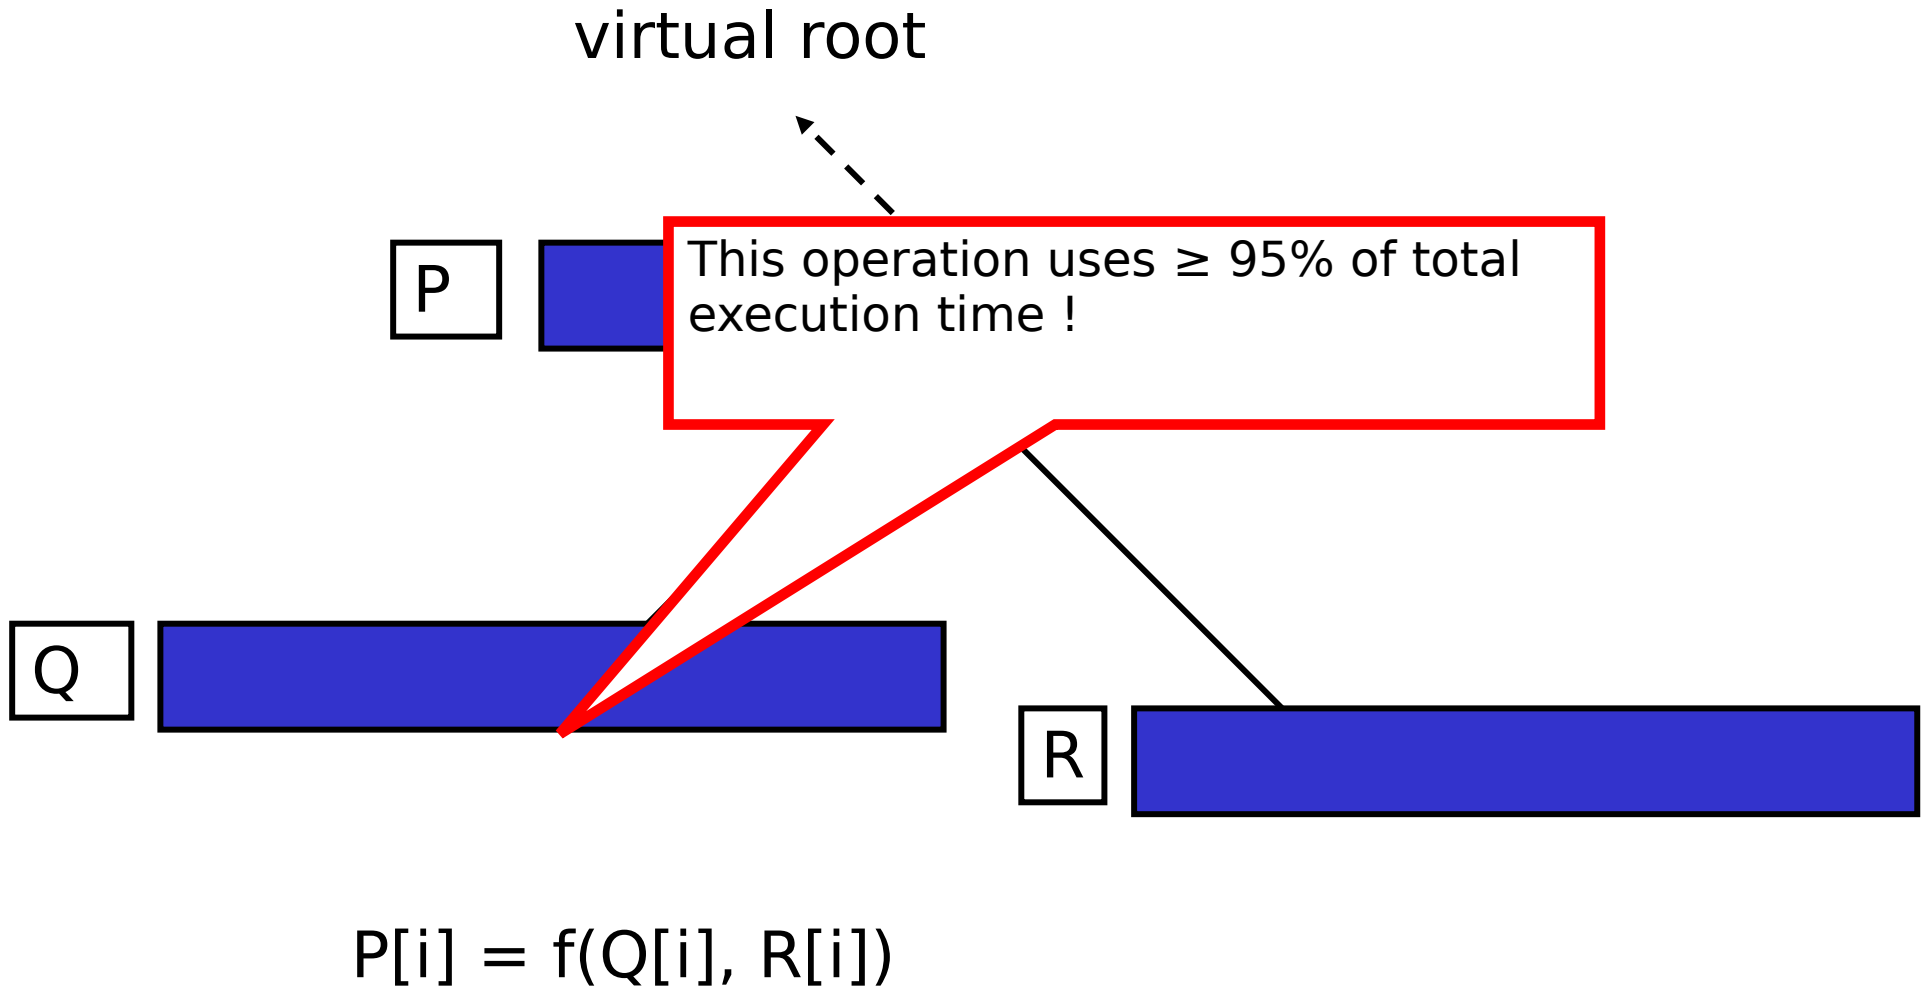 virtual root
P
This operation uses ≥ 95% of total
execution time !
Q
R
P[i] = f(Q[i], R[i])